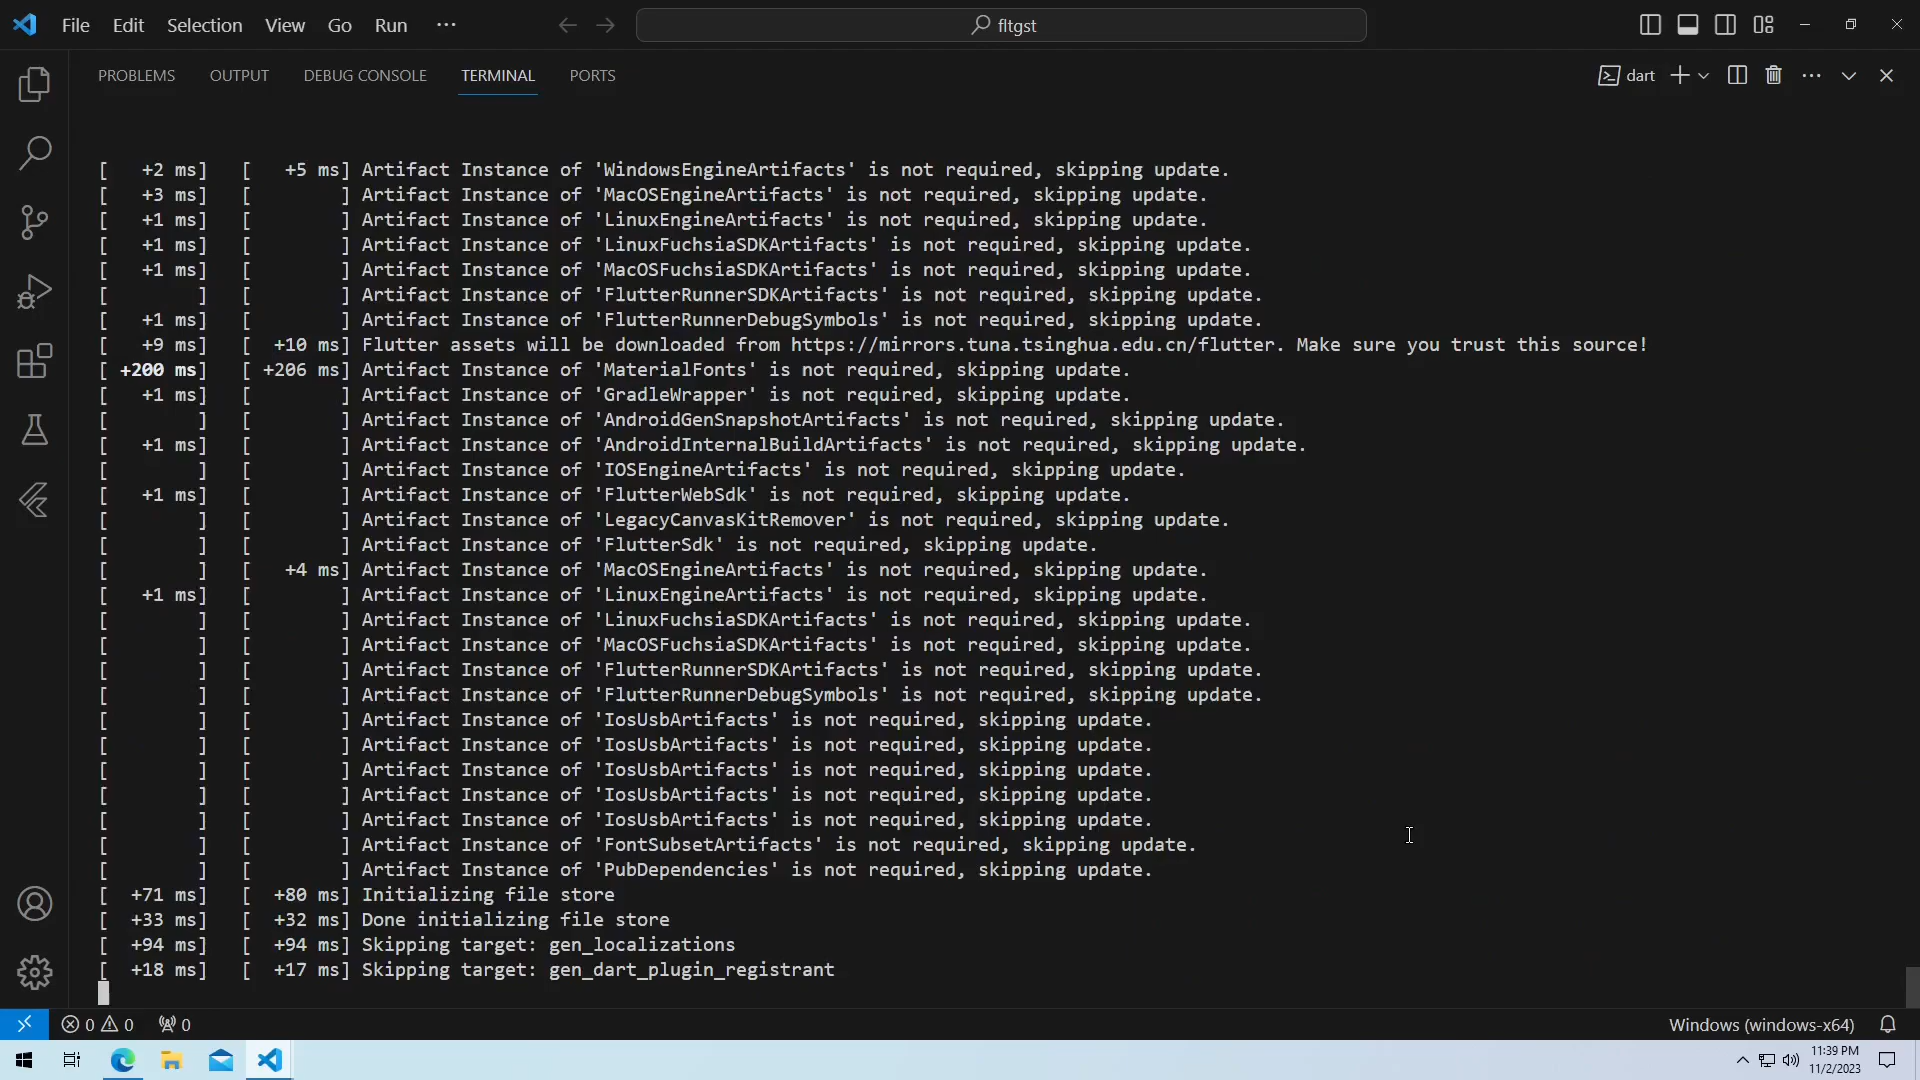 File Edit Selection View Go Run ···
fltgst
PROBLEMS OUTPUT DEBUG CONSOLE TERMINAL PORTS
dart
[   +2 ms]   [   +5 ms] Artifact Instance of 'WindowsEngineArtifacts' is not required, skipping update.
[   +3 ms]   [        ] Artifact Instance of 'MacOSEngineArtifacts' is not required, skipping update.
[   +1 ms]   [        ] Artifact Instance of 'LinuxEngineArtifacts' is not required, skipping update.
[   +1 ms]   [        ] Artifact Instance of 'LinuxFuchsiaSDKArtifacts' is not required, skipping update.
[   +1 ms]   [        ] Artifact Instance of 'MacOSFuchsiaSDKArtifacts' is not required, skipping update.
[        ]   [        ] Artifact Instance of 'FlutterRunnerSDKArtifacts' is not required, skipping update.
[   +1 ms]   [        ] Artifact Instance of 'FlutterRunnerDebugSymbols' is not required, skipping update.
[   +9 ms]   [  +10 ms] Flutter assets will be downloaded from https://mirrors.tuna.tsinghua.edu.cn/flutter. Make sure you trust this source!
[ +200 ms]   [ +206 ms] Artifact Instance of 'MaterialFonts' is not required, skipping update.
[   +1 ms]   [        ] Artifact Instance of 'GradleWrapper' is not required, skipping update.
[        ]   [        ] Artifact Instance of 'AndroidGenSnapshotArtifacts' is not required, skipping update.
[   +1 ms]   [        ] Artifact Instance of 'AndroidInternalBuildArtifacts' is not required, skipping update.
[        ]   [        ] Artifact Instance of 'IOSEngineArtifacts' is not required, skipping update.
[   +1 ms]   [        ] Artifact Instance of 'FlutterWebSdk' is not required, skipping update.
[        ]   [        ] Artifact Instance of 'LegacyCanvasKitRemover' is not required, skipping update.
[        ]   [        ] Artifact Instance of 'FlutterSdk' is not required, skipping update.
[        ]   [   +4 ms] Artifact Instance of 'MacOSEngineArtifacts' is not required, skipping update.
[   +1 ms]   [        ] Artifact Instance of 'LinuxEngineArtifacts' is not required, skipping update.
[        ]   [        ] Artifact Instance of 'LinuxFuchsiaSDKArtifacts' is not required, skipping update.
[        ]   [        ] Artifact Instance of 'MacOSFuchsiaSDKArtifacts' is not required, skipping update.
[        ]   [        ] Artifact Instance of 'FlutterRunnerSDKArtifacts' is not required, skipping update.
[        ]   [        ] Artifact Instance of 'FlutterRunnerDebugSymbols' is not required, skipping update.
[        ]   [        ] Artifact Instance of 'IosUsbArtifacts' is not required, skipping update.
[        ]   [        ] Artifact Instance of 'IosUsbArtifacts' is not required, skipping update.
[        ]   [        ] Artifact Instance of 'IosUsbArtifacts' is not required, skipping update.
[        ]   [        ] Artifact Instance of 'IosUsbArtifacts' is not required, skipping update.
[        ]   [        ] Artifact Instance of 'IosUsbArtifacts' is not required, skipping update.
[        ]   [        ] Artifact Instance of 'FontSubsetArtifacts' is not required, skipping update.
[        ]   [        ] Artifact Instance of 'PubDependencies' is not required, skipping update.
[  +71 ms]   [  +80 ms] Initializing file store
[  +33 ms]   [  +32 ms] Done initializing file store
[  +94 ms]   [  +94 ms] Skipping target: gen_localizations
[  +18 ms]   [  +17 ms] Skipping target: gen_dart_plugin_registrant
0 0 0 Windows (windows-x64)
11:39 PM
11/2/2023